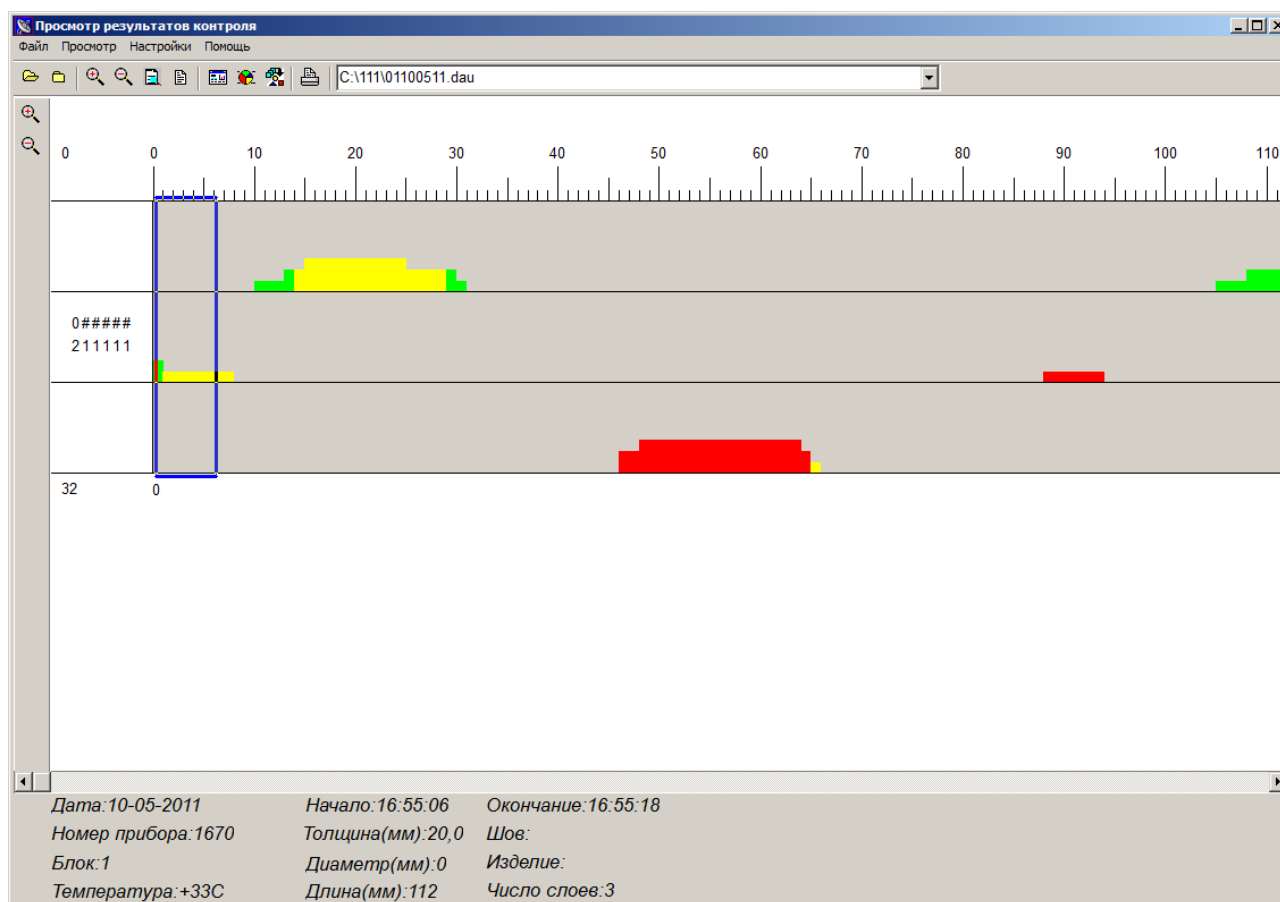 Просмотр результатов контроля
Файл Просмотр Настройки Помощь
C:\111\01100511.dau
0 0 10 20 30 40 50 60 70 80 90 100 110
0#####
211111
32 0
Дата:10-05-2011 Начало:16:55:06 Окончание:16:55:18
Номер прибора:1670 Толщина(мм):20,0 Шов:
Блок:1 Диаметр(мм):0 Изделие:
Температура:+33С Длина(мм):112 Число слоев:3